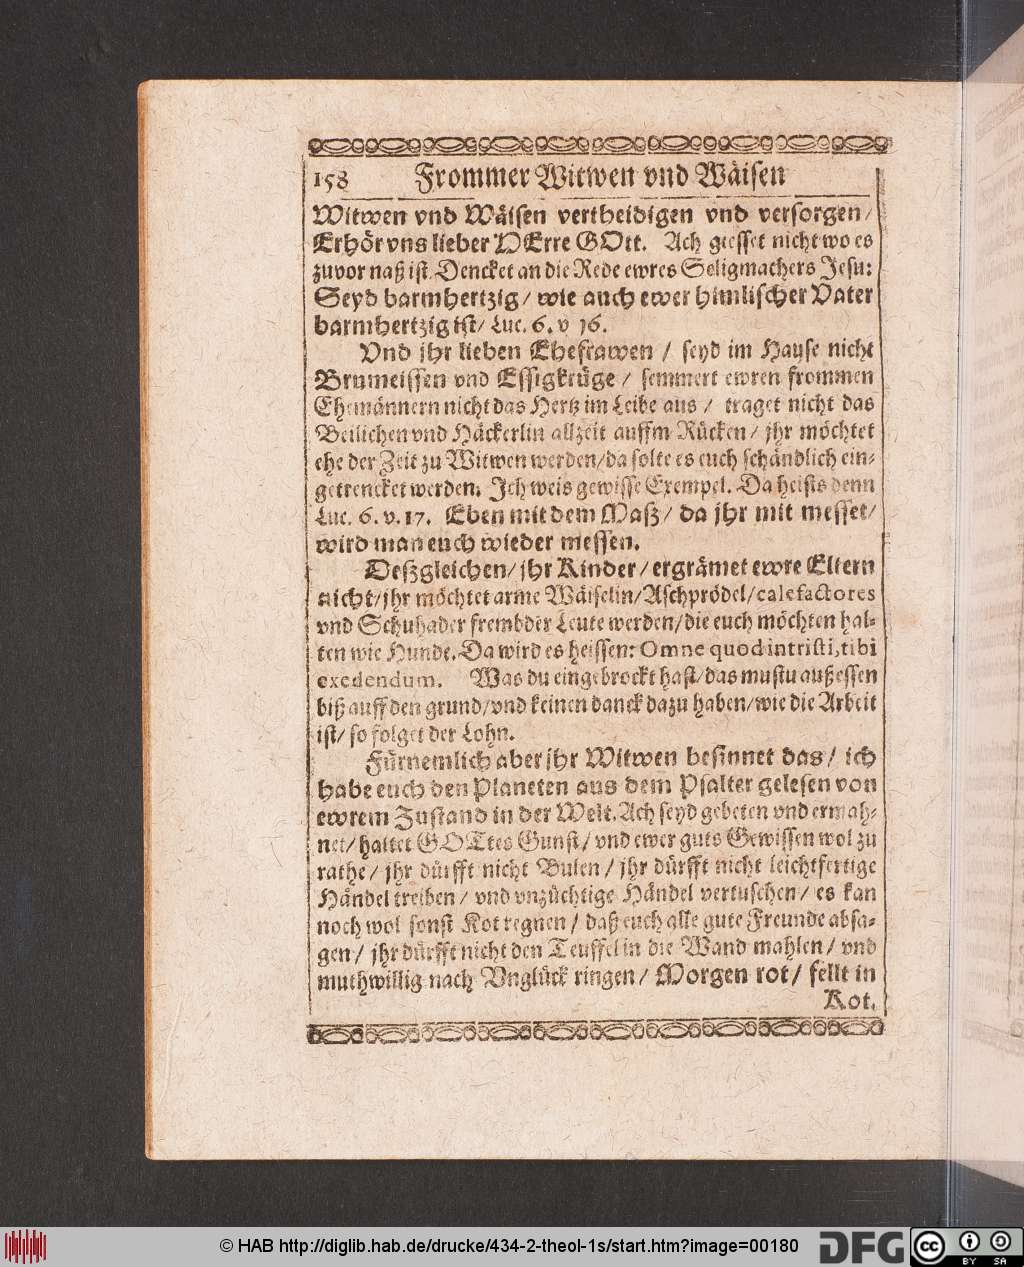 158 Frommer Witwen vnd Wäisen
Witwen vnd Wäisen vertheidigen vnd versorgen/
Erhör vns lieber HErre GOtt. Ach giesset nicht wo es
zuvor naß ist. Dencket an die Rede ewres Seligmachers Jesu:
Seyd barmhertzig/ wie auch ewer himlischer Vater
barmhertzig ist/ Luc. 6. v 16.
Vnd jhr lieben Ehefrawen / seyd im Hause nicht
Brumeissen vnd Essigkrüge / femmert ewren frommen
Ehemännern nicht das Hertz im Leibe aus / traget nicht das
Beilichen vnd Häckerlin allzeit auffm Rücken/ jhr möchtet
ehe der Zeit zu Witwen werden/da solte es euch schändlich ein-
getrencket werden. Ich weis gewisse Exempel. Da heists denn
Luc. 6. v. 17. Eben mit dem Maß/ da jhr mit messet/
wird man euch wieder messen.
Deßgleichen/ jhr Kinder/ ergrämet ewre Eltern
nicht/jhr möchtet arme Wäiselin/Aschprödel/calefactores
vnd Schuhader frembder Leute werden/die euch möchten hal-
ten wie Hunde. Da wird es heissen: Omne quod intristi, tibi
exedendum. Was du eingebrockt hast/das mustu außessen
biß auff den grund/vnd keinen danck dazu haben/wie die Arbeit
ist/ so folget der Lohn.
Fürnemlich aber jhr Witwen besinnet das/ ich
habe euch den Planeten aus dem Psalter gelesen von
ewrem Zustand in der Welt. Ach seyd gebeten vnd ermah-
net/ haltet GOTtes Gunst/ vnd ewer guts Gewissen wol zu
rathe/ jhr dürfft nicht Bulen/ jhr dürfft nicht leichtfertige
Händel treiben/ vnd vnzüchtige Händel vertuschen/ es kan
noch wol sonst Kot regnen/ daß euch alle gute Freunde absa-
gen/ jhr dürfft nicht den Teuffel in die Wand mahlen/ vnd
muthwillig nach Vnglück ringen/ Morgen rot/ fellt in
Kot.
© HAB http://diglib.hab.de/drucke/434-2-theol-1s/start.htm?image=00180
DFG
cc BY SA